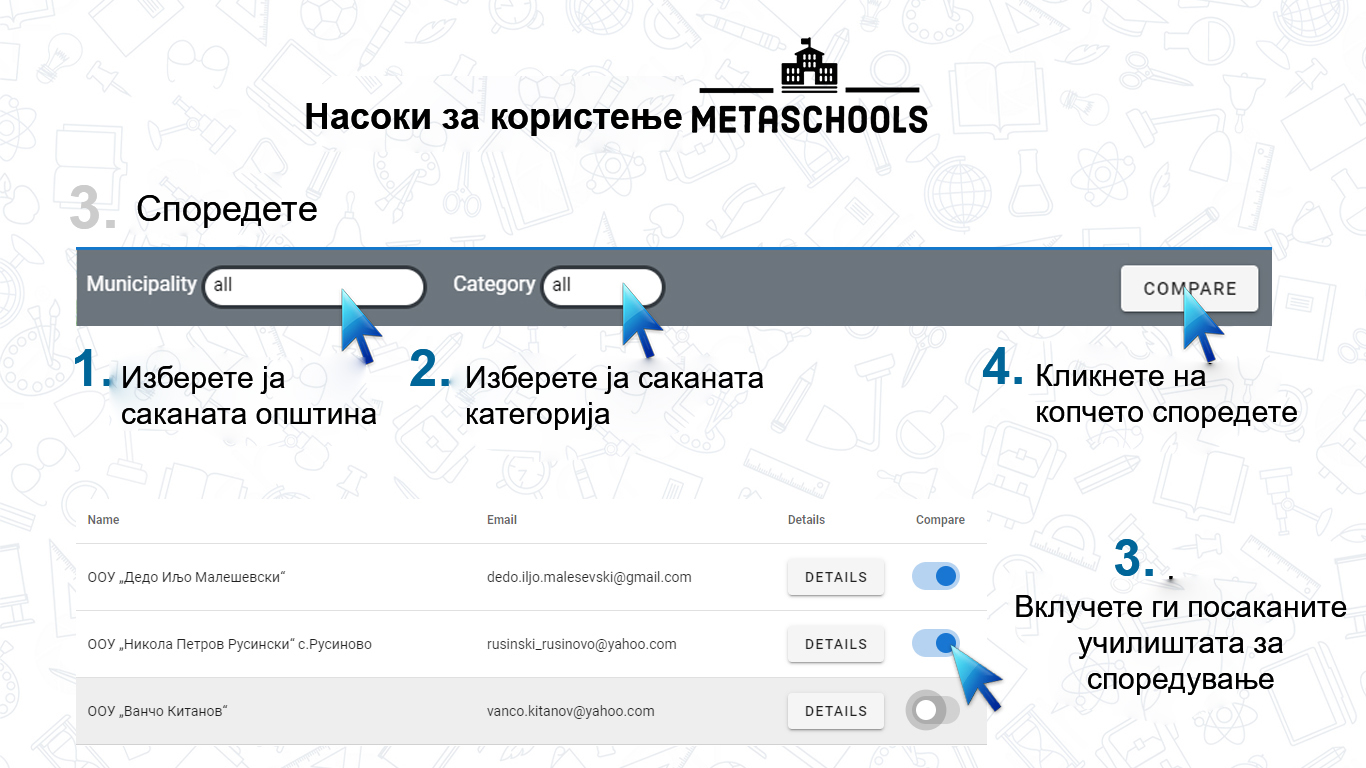 Насоки за користење METASCHOOLS
3. Споредете
Municipality all Category all COMPARE
1. Изберете ја
саканата општина
2. Изберете ја саканата
категорија
4. Кликнете на
копчето споредете
Name Email Details Compare
ООУ „Дедо Иљо Малешевски“ dedo.iljo.malesevski@gmail.com DETAILS
ООУ „Никола Петров Русински“ с.Русиново rusinski_rusinovo@yahoo.com DETAILS
ООУ „Ванчо Китанов“ vanco.kitanov@yahoo.com DETAILS
3. .
Вклучете ги посаканите
училиштата за
споредување